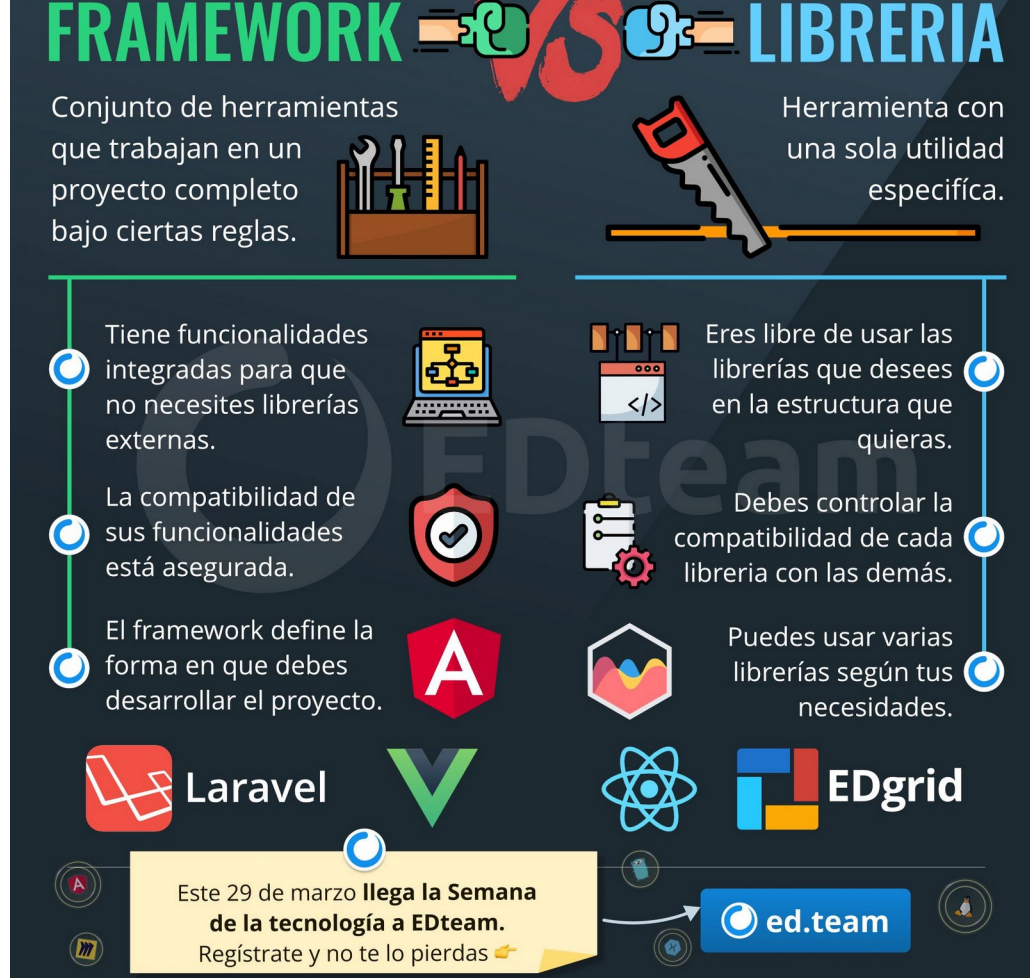 FRAMEWORK VS LIBRERIA
Conjunto de herramientas
que trabajan en un
proyecto completo
bajo ciertas reglas.
Herramienta con
una sola utilidad
especifíca.
Tiene funcionalidades
integradas para que
no necesites librerías
externas.
Eres libre de usar las
librerías que desees
en la estructura que
quieras.
EDteam
La compatibilidad de
sus funcionalidades
está asegurada.
Debes controlar la
compatibilidad de cada
libreria con las demás.
El framework define la
forma en que debes
desarrollar el proyecto.
A
Puedes usar varias
librerías según tus
necesidades.
</>
Laravel
EDgrid
Este 29 de marzo llega la Semana
de la tecnología a EDteam.
Regístrate y no te lo pierdas 👉
ed.team